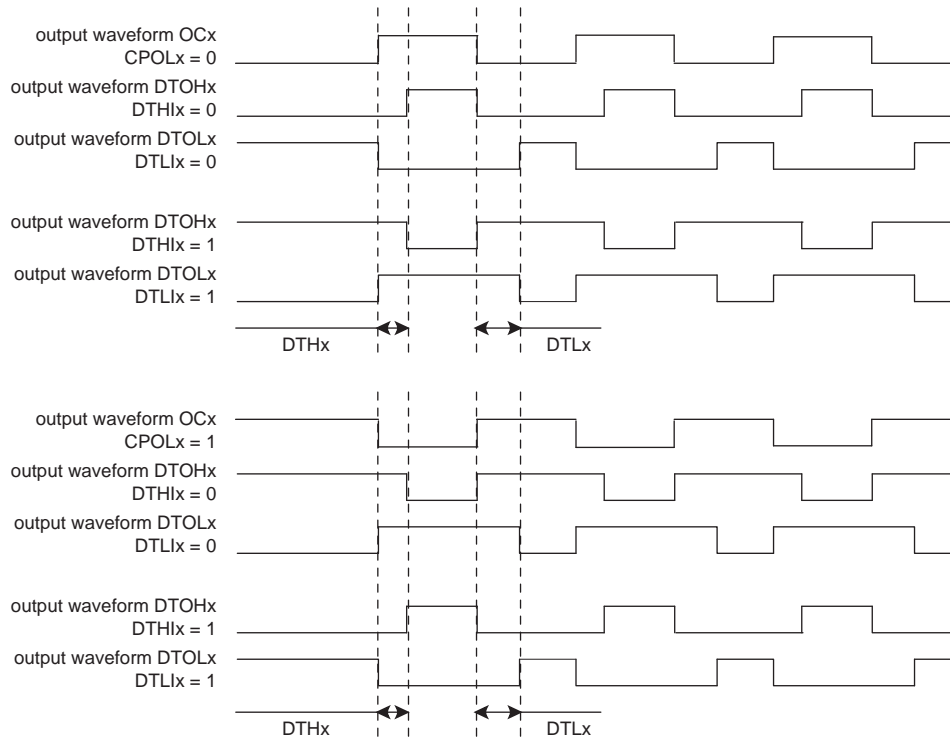 output waveform OCx
CPOLx = 0
output waveform DTOHx
DTHIx = 0
output waveform DTOLx
DTLIx = 0
output waveform DTOHx
DTHIx = 1
output waveform DTOLx
DTLIx = 1
DTHx
DTLx
output waveform OCx
CPOLx = 1
output waveform DTOHx
DTHIx = 0
output waveform DTOLx
DTLIx = 0
output waveform DTOHx
DTHIx = 1
output waveform DTOLx
DTLIx = 1
DTHx
DTLx